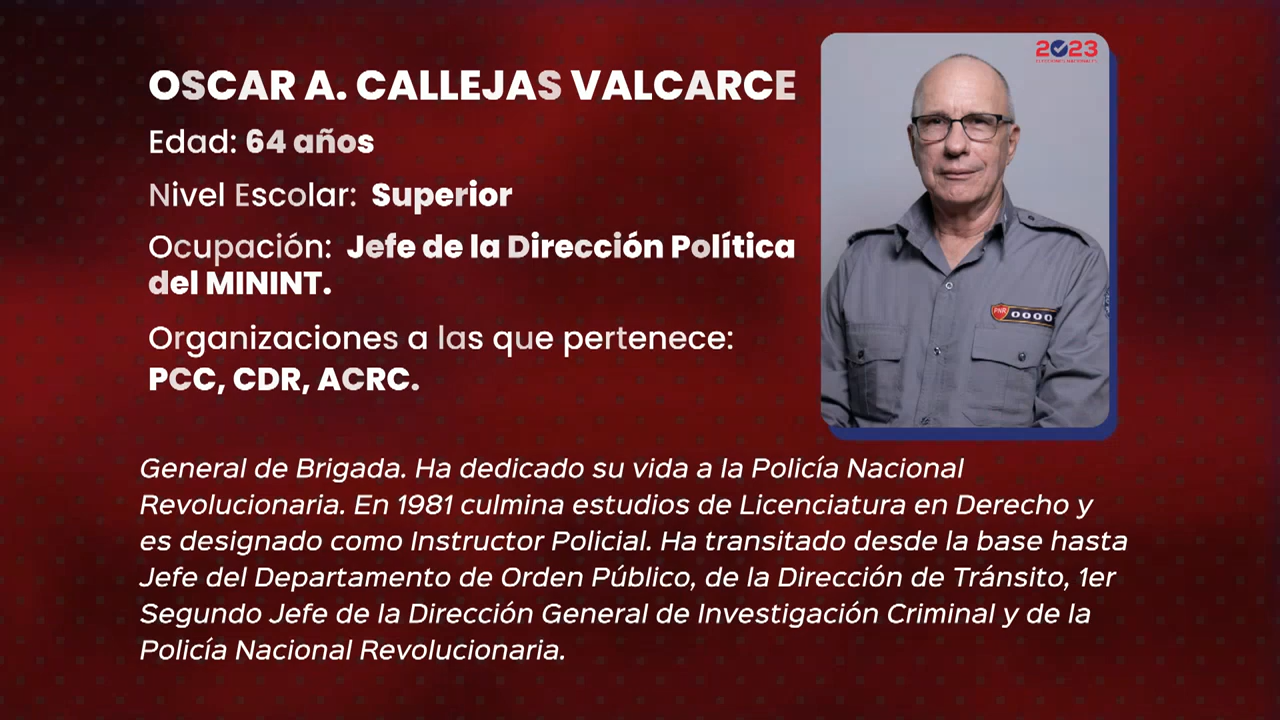 OSCAR A. CALLEJAS VALCARCE
Edad: 64 años
Nivel Escolar: Superior
Ocupación: Jefe de la Dirección Política
del MININT.
Organizaciones a las que pertenece:
PCC, CDR, ACRC.
2023
ELECCIONES NACIONALES
PNR 0000
General de Brigada. Ha dedicado su vida a la Policía Nacional
Revolucionaria. En 1981 culmina estudios de Licenciatura en Derecho y
es designado como Instructor Policial. Ha transitado desde la base hasta
Jefe del Departamento de Orden Público, de la Dirección de Tránsito, 1er
Segundo Jefe de la Dirección General de Investigación Criminal y de la
Policía Nacional Revolucionaria.